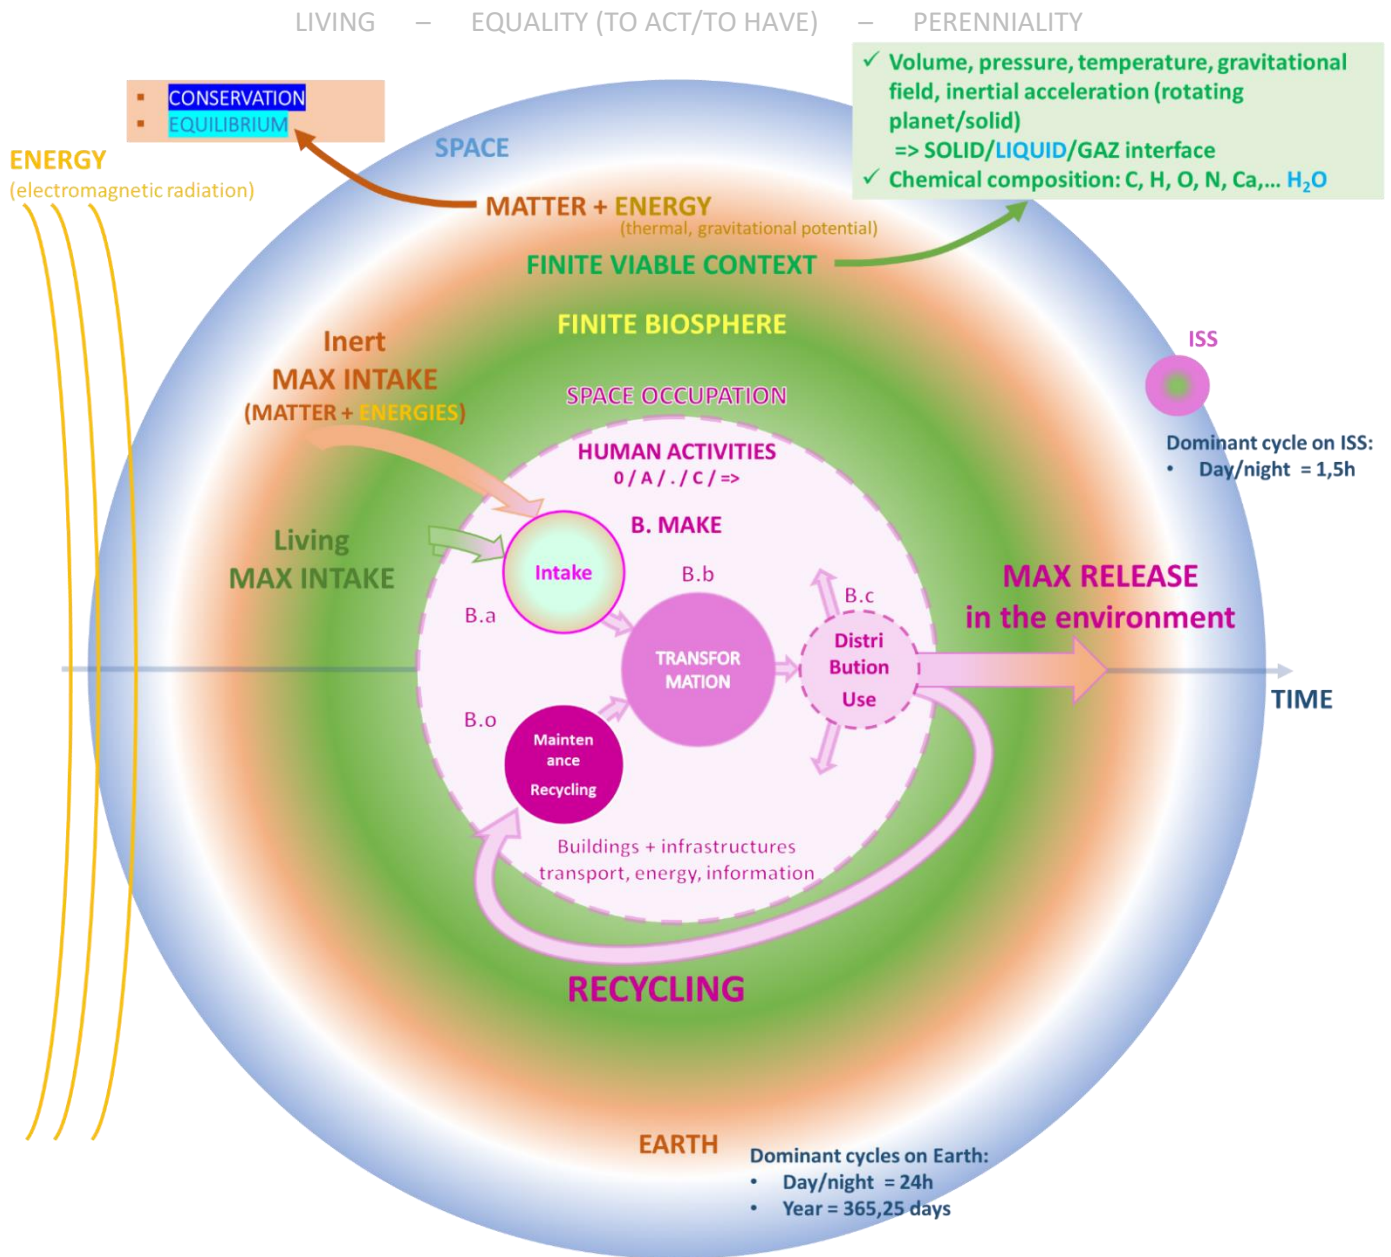 LIVING – EQUALITY (TO ACT/TO HAVE) – PERENNIALITY
▪ CONSERVATION
▪ EQUILIBRIUM
✓ Volume, pressure, temperature, gravitational
field, inertial acceleration (rotating
planet/solid)
=> SOLID/LIQUID/GAZ interface
✓ Chemical composition: C, H, O, N, Ca,... H₂O
ENERGY
(electromagnetic radiation)
SPACE
MATTER + ENERGY
(thermal, gravitational potential)
FINITE VIABLE CONTEXT
FINITE BIOSPHERE
Inert
MAX INTAKE
(MATTER + ENERGIES)
ISS
Dominant cycle on ISS:
• Day/night = 1,5h
SPACE OCCUPATION
HUMAN ACTIVITIES
0 / A / . / C / =>
B. MAKE
Living
MAX INTAKE
Intake
B.a
B.b
TRANSFOR
MATION
B.c
Distri
Bution
Use
MAX RELEASE
in the environment
TIME
B.o
Mainten
ance
Recycling
Buildings + infrastructures
transport, energy, information
RECYCLING
EARTH
Dominant cycles on Earth:
• Day/night = 24h
• Year = 365,25 days